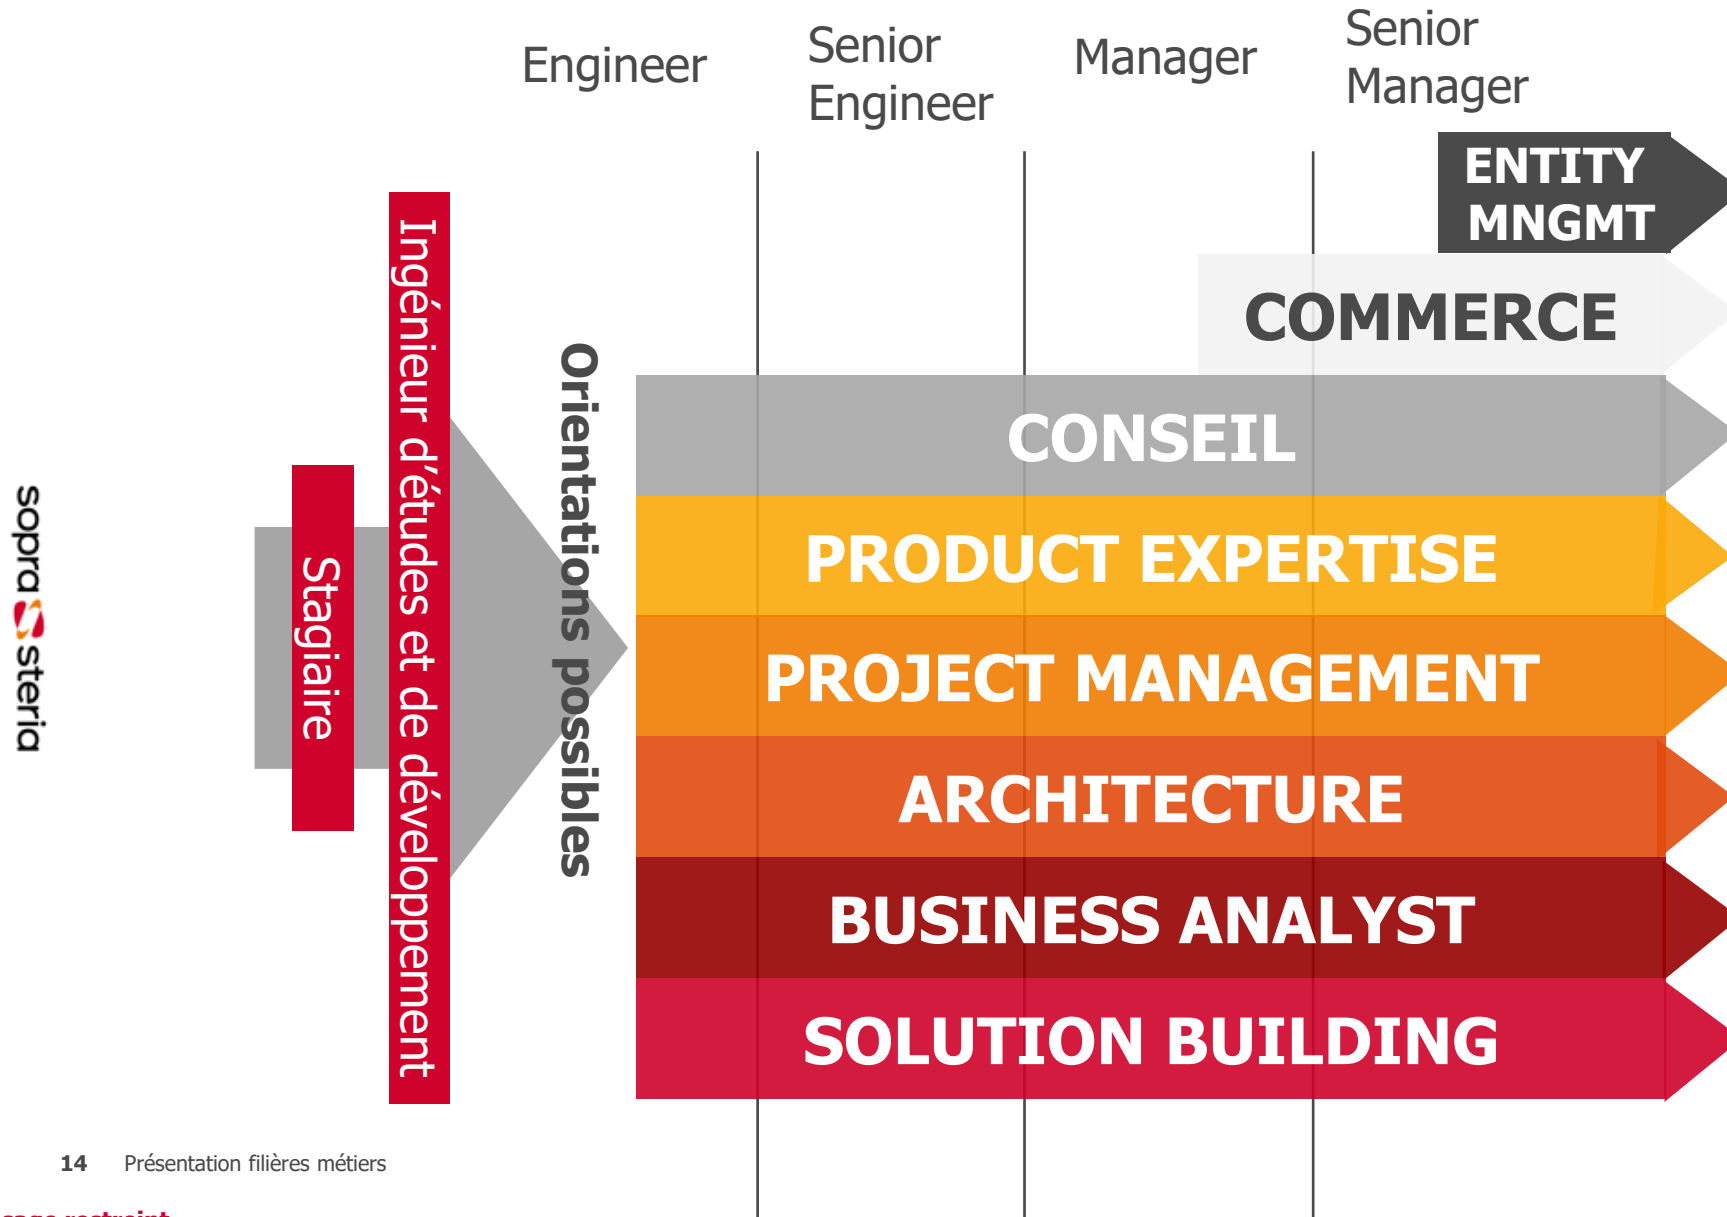 Engineer
Senior
Engineer
Manager
Senior
Manager
ENTITY
MNGMT
COMMERCE
CONSEIL
PRODUCT EXPERTISE
PROJECT MANAGEMENT
ARCHITECTURE
BUSINESS ANALYST
SOLUTION BUILDING
Orientations possibles
Ingénieur d'études et de développement
Stagiaire
sopra steria
14 Présentation filières métiers
restreint